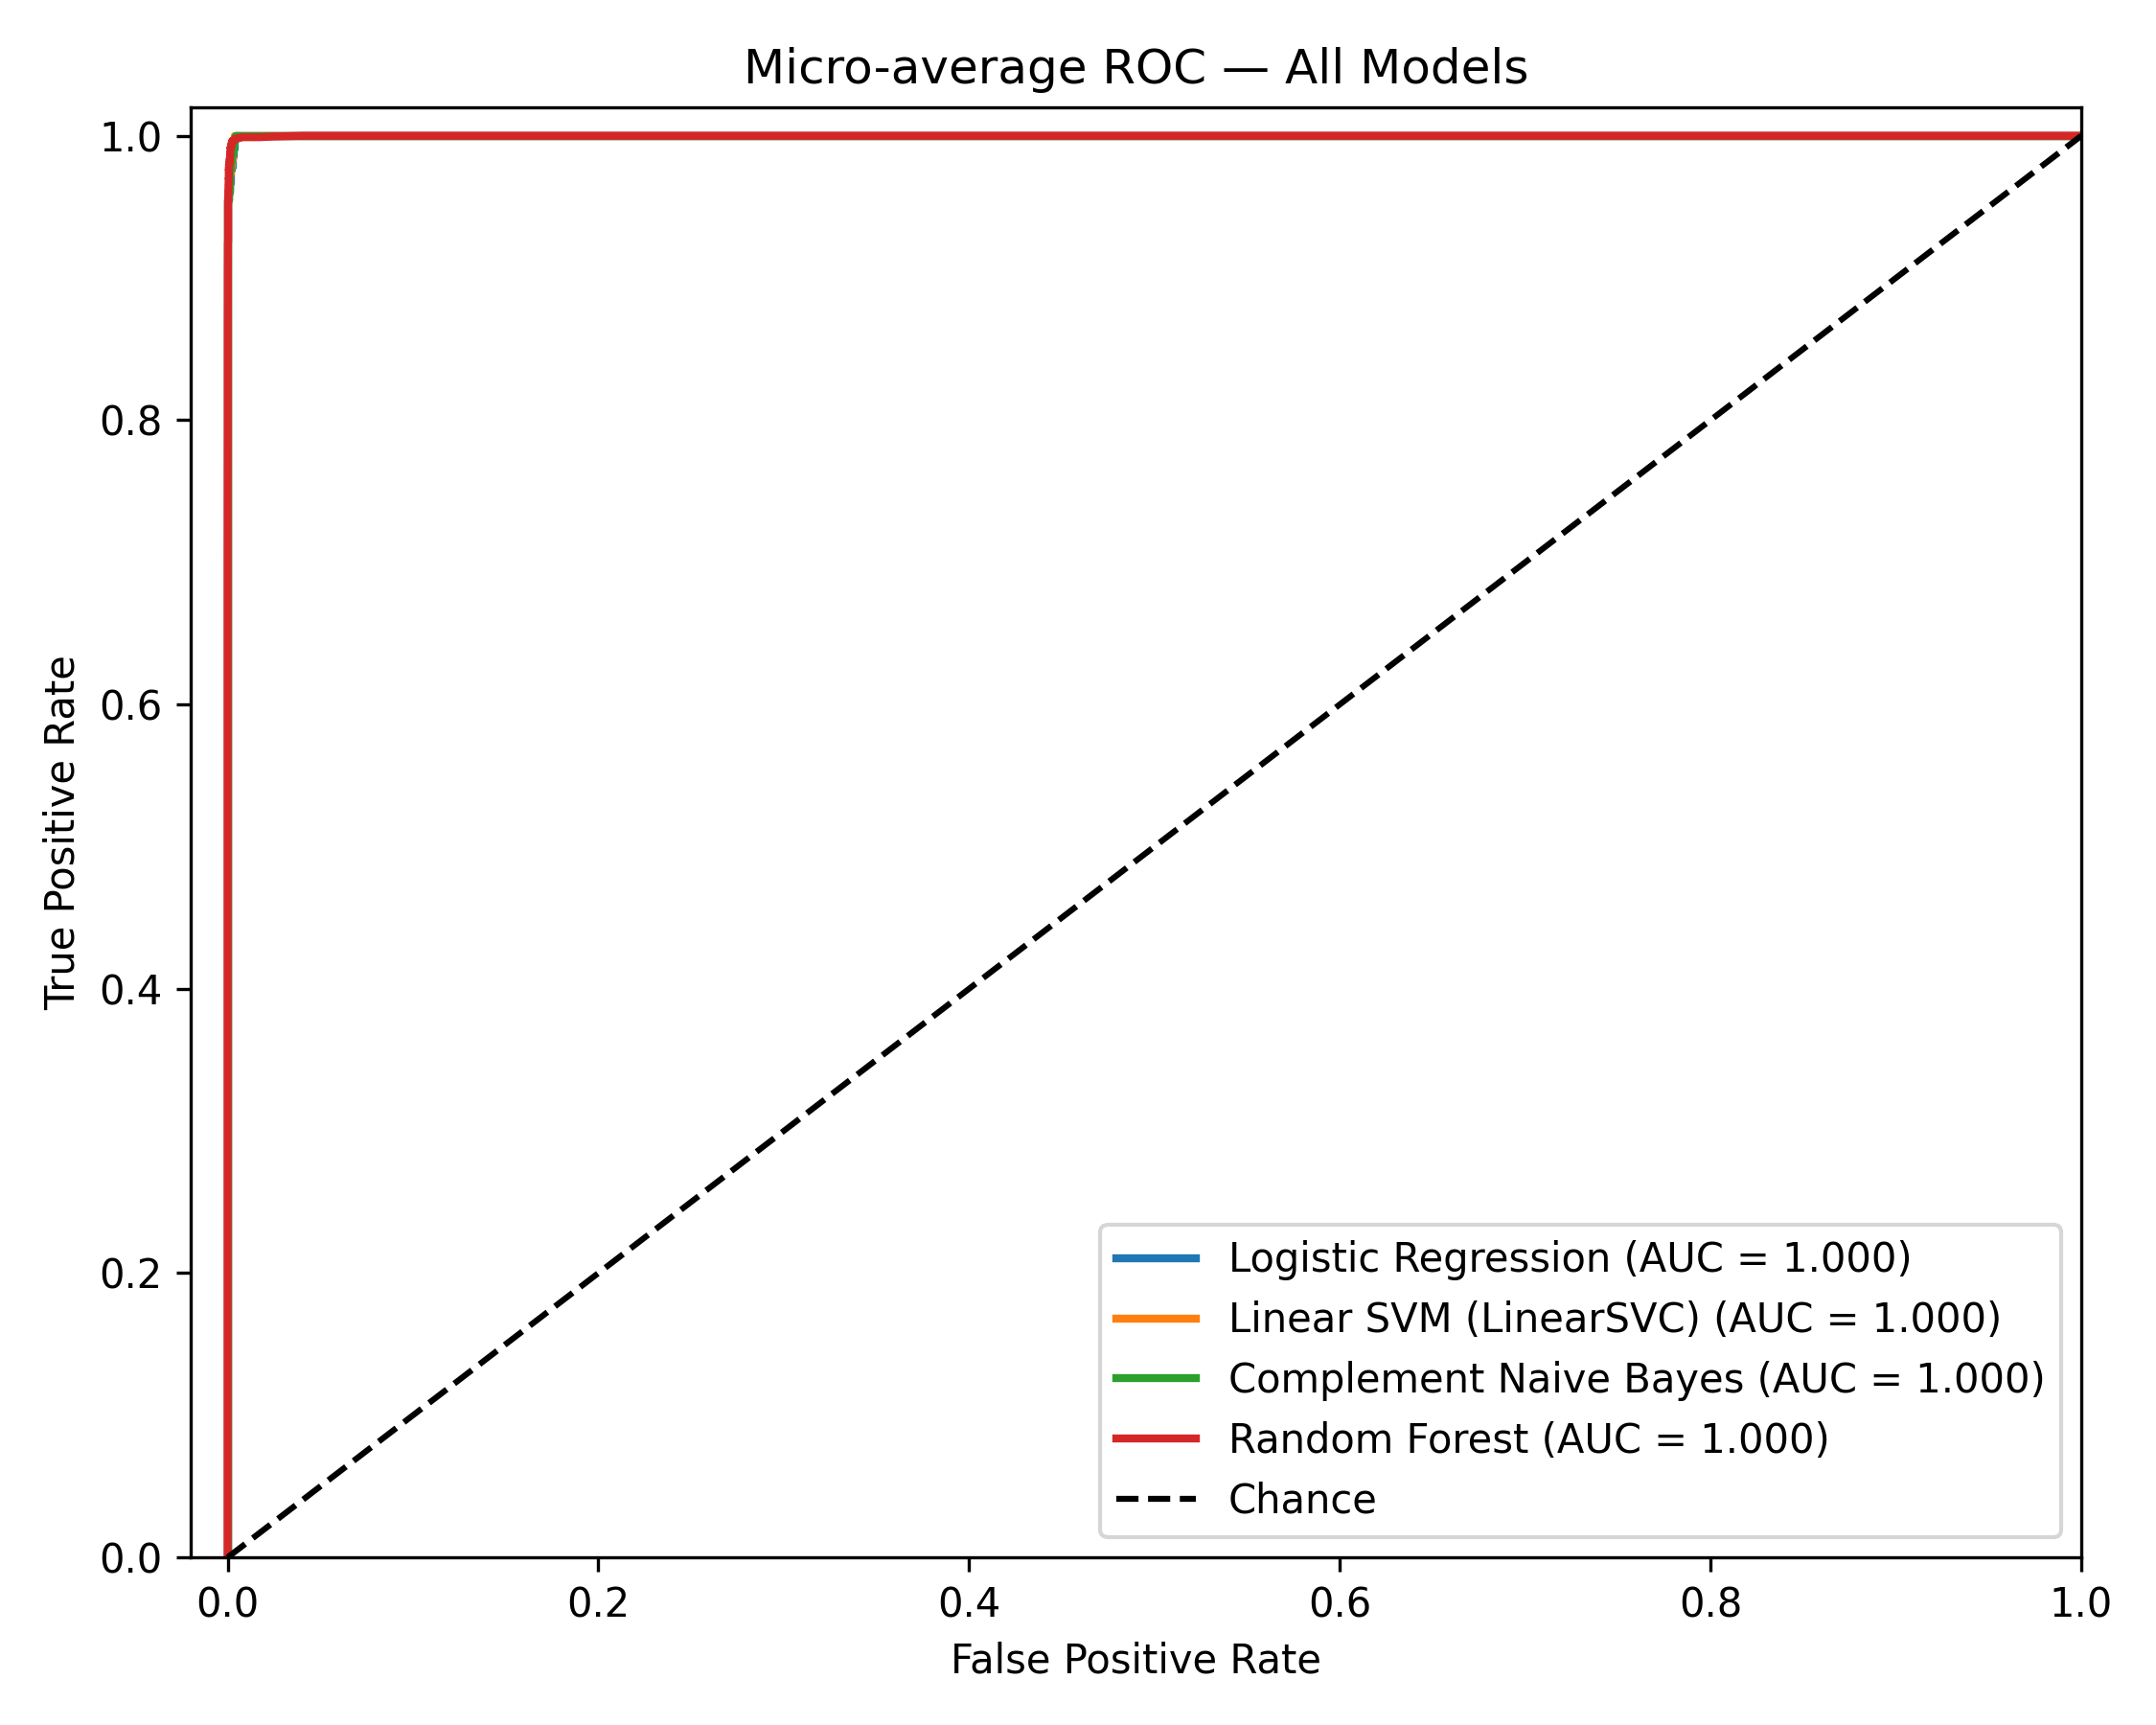 Micro-average ROC — All Models
1.0
0.8
0.6
0.4
0.2
0.0
True Positive Rate
0.0 0.2 0.4 0.6 0.8 1.0
False Positive Rate
Logistic Regression (AUC = 1.000)
Linear SVM (LinearSVC) (AUC = 1.000)
Complement Naive Bayes (AUC = 1.000)
Random Forest (AUC = 1.000)
Chance